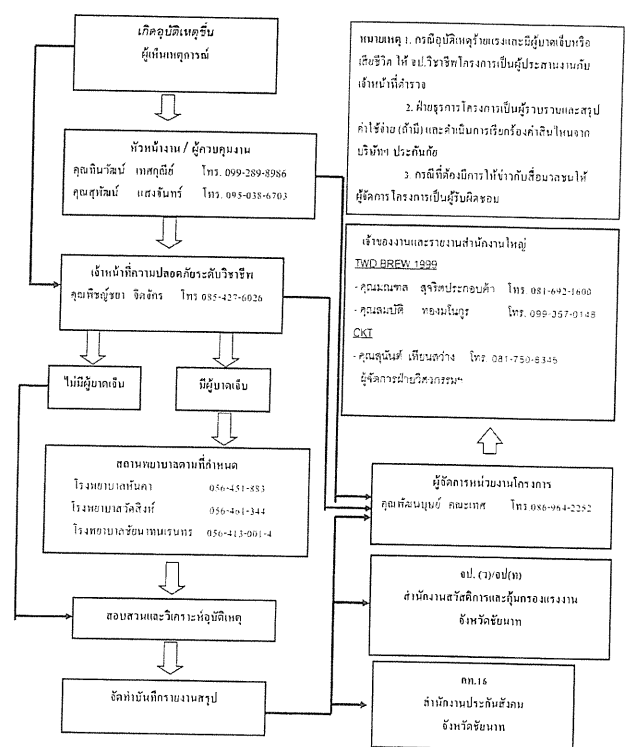 เกิดอุบัติเหตุขึ้น
ผู้เห็นเหตุการณ์
หัวหน้างาน / ผู้ควบคุมงาน
คุณทินวัฒน์ เทศกุณีย์ โทร. 099-289-8986
คุณสุทัฒน์ แสงจันทร์ โทร. 095-038-6703
เจ้าหน้าที่ความปลอดภัยระดับวิชาชีพ
คุณพิชญ์ชยา จิตจักร โทร 085-427-6026
ไม่มีผู้บาดเจ็บ
มีผู้บาดเจ็บ
สถานพยาบาลตามที่กำหนด
โรงพยาบาลหันคา 056-451-883
โรงพยาบาลวัดสิงห์ 056-461-344
โรงพยาบาลชัยนาทนเรนทร 056-413-001-4
สอบสวนและวิเคราะห์อุบัติเหตุ
จัดทำบันทึกรายงานสรุป
หมายเหตุ 1. กรณีอุบัติเหตุร้ายแรงและมีผู้บาดเจ็บหรือ
เสียชีวิต ให้ จป.วิชาชีพโครงการเป็นผู้ประสานงานกับ
เจ้าหน้าที่ตำรวจ
2. ฝ่ายธุรการโครงการเป็นผู้รวบรวมและสรุป
ค่าใช้จ่าย (ถ้ามี) และดำเนินการเรียกร้องค่าสินไหมจาก
บริษัทฯ ประกันภัย
3 กรณีที่ต้องมีการให้ข่าวกับสื่อมวลชนให้
ผู้จัดการโครงการเป็นผู้รับผิดชอบ
เจ้าของงานและรายงานสำนักงานใหญ่
TWD BREW 1999
- คุณมณฑล สุจริตประกอบค้า โทร. 081-692-1600
- คุณสมบัติ ทองมโนกูร โทร. 099-357-0148
CKT
- คุณสุนันต์ เทียนสว่าง โทร 081-750-8345
ผู้จัดการฝ่ายวิศวกรรมฯ
ผู้จัดการหน่วยงานโครงการ
คุณพัฒนบุนย์ คณะเทศ โทร.086-964-2252
จป. (ว)/จป(ท)
สำนักงานสวัสดิการและคุ้มครองแรงงาน
จังหวัดชัยนาท
กท.16
สำนักงานประกันสังคม
จังหวัดชัยนาท